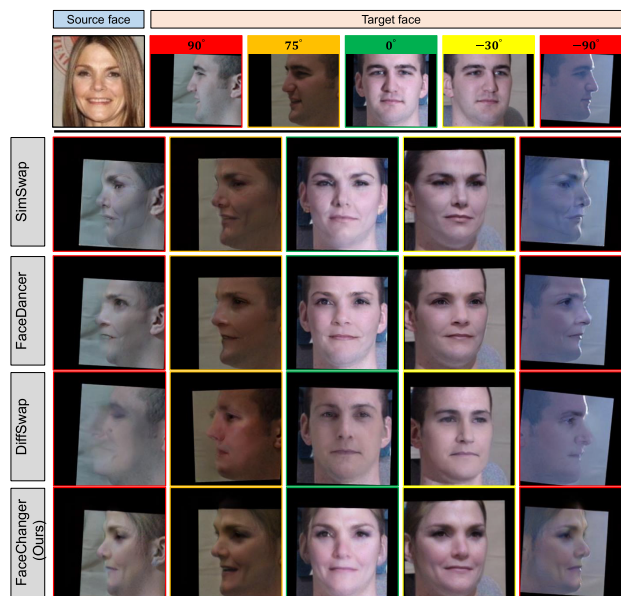 Source face
Target face
90°
75°
0°
−30°
−90°
SimSwap
FaceDancer
DiffSwap
FaceChanger
(Ours)